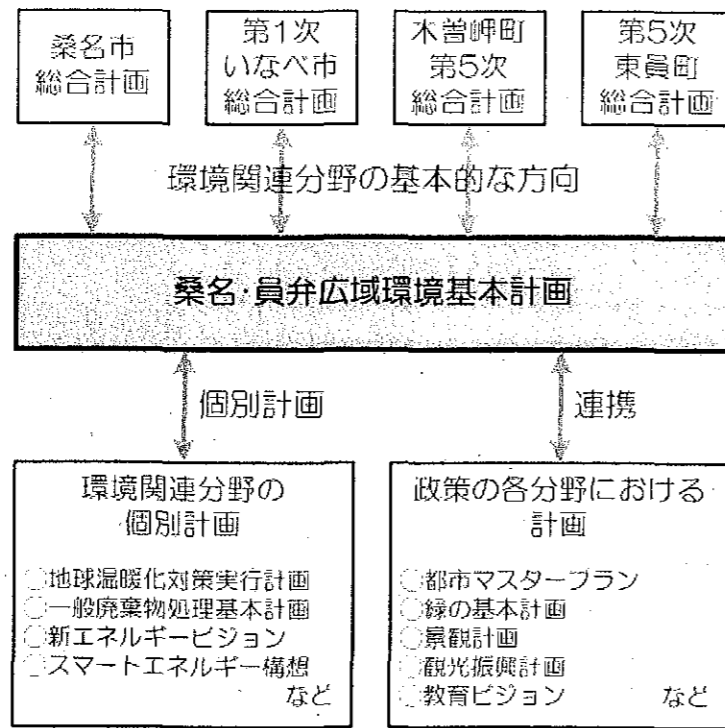 桑名市
総合計画
第1次
いなべ市
総合計画
木曽岬町
第5次
総合計画
第5次
東員町
総合計画
環境関連分野の基本的な方向
桑名・員弁広域環境基本計画
個別計画
連携
環境関連分野の
個別計画
○地球温暖化対策実行計画
○一般廃棄物処理基本計画
○新エネルギービジョン
○スマートエネルギー構想
など
政策の各分野における
計画
○都市マスタープラン
○緑の基本計画
○景観計画
○観光振興計画
○教育ビジョン など